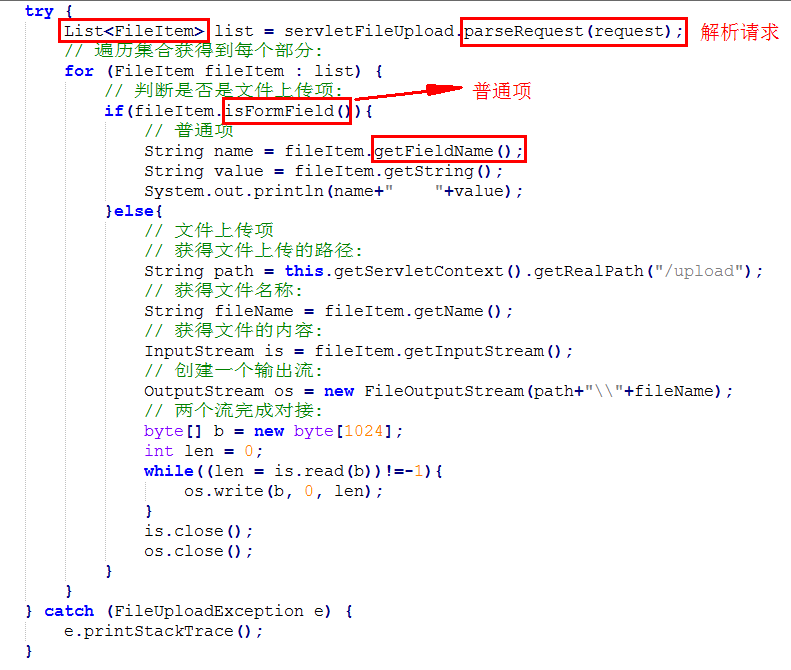 try {
    List<FileItem> list = servletFileUpload.parseRequest(request); 解析请求
    // 遍历集合获得到每个部分:
    for (FileItem fileItem : list) {
        // 判断是否是文件上传项:
        if(fileItem.isFormField()){ 普通项
            // 普通项
            String name = fileItem.getFieldName();
            String value = fileItem.getString();
            System.out.println(name+"    "+value);
        }else{
            // 文件上传项
            // 获得文件上传的路径:
            String path = this.getServletContext().getRealPath("/upload");
            // 获得文件名称:
            String fileName = fileItem.getName();
            // 获得文件的内容:
            InputStream is = fileItem.getInputStream();
            // 创建一个输出流:
            OutputStream os = new FileOutputStream(path+"\\"+fileName);
            // 两个流完成对接:
            byte[] b = new byte[1024];
            int len = 0;
            while((len = is.read(b))!=-1){
                os.write(b, 0, len);
            }
            is.close();
            os.close();
        }
    }
} catch (FileUploadException e) {
    e.printStackTrace();
}